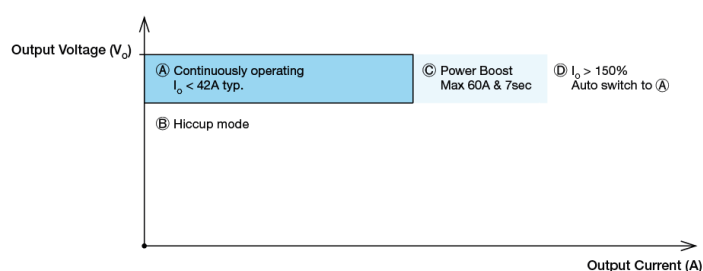 Output Voltage (Vo)
Ⓐ Continuously operating
Io < 42A typ.
Ⓒ Power Boost
Max 60A & 7sec
Ⓓ Io > 150%
Auto switch to Ⓐ
Ⓑ Hiccup mode
Output Current (A)